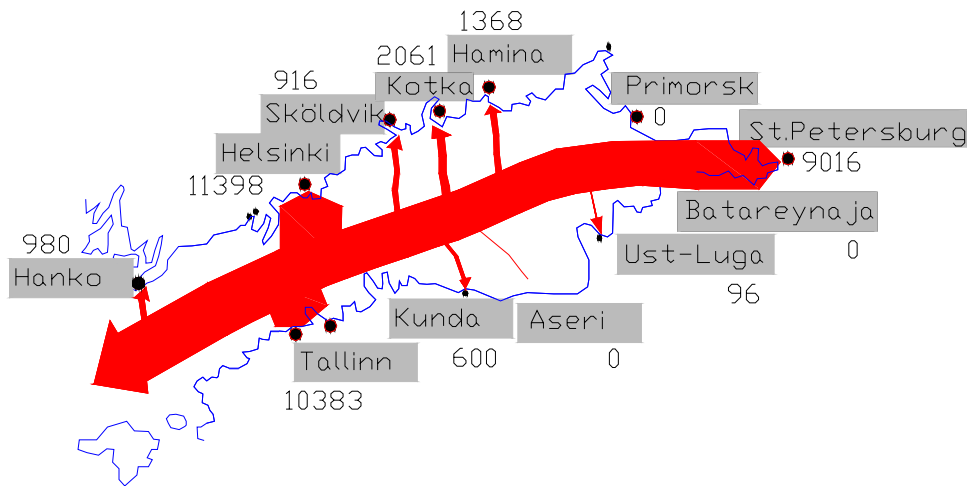 1368
Hamina
2061
Kotka
916
Sköldvik
Primorsk
0
St.Petersburg
9016
Helsinki
11398
Batareynaja
0
980
Hanko
Ust-Luga
96
Kunda
600
Aseri
0
Tallinn
10383